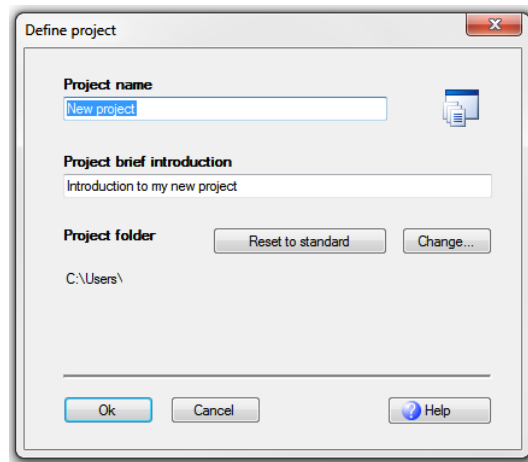 Define project
Project name
New project
Project brief introduction
Introduction to my new project
Project folder
Reset to standard
Change...
C:\Users\
Ok
Cancel
Help